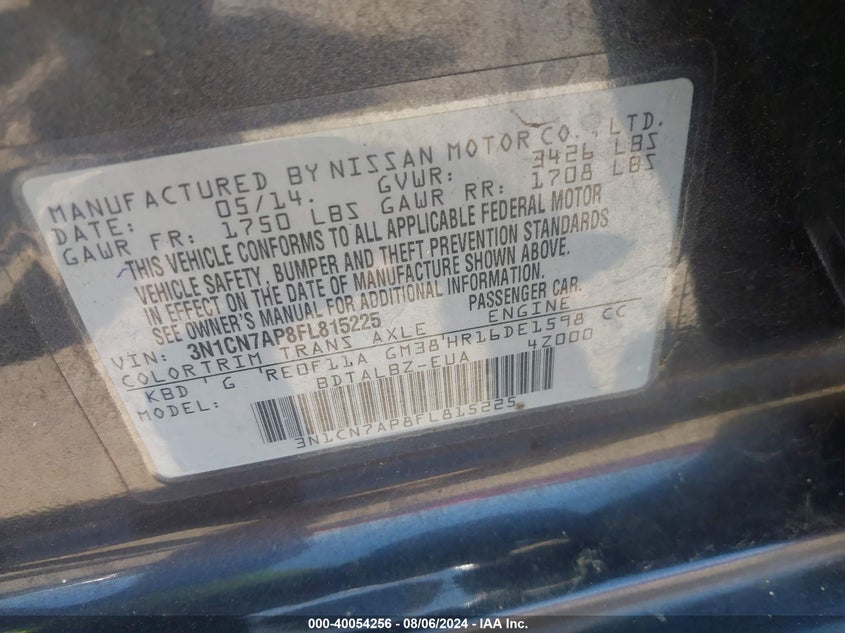 MANUFACTURED BY NISSAN MOTOR CO., LTD.
DATE: 05/14. GVWR: 3426 LBS
GAWR FR: 1750 LBS GAWR RR: 1708 LBS
THIS VEHICLE CONFORMS TO ALL APPLICABLE FEDERAL MOTOR
VEHICLE SAFETY, BUMPER AND THEFT PREVENTION STANDARDS
IN EFFECT ON THE DATE OF MANUFACTURE SHOWN ABOVE.
SEE OWNER'S MANUAL FOR ADDITIONAL INFORMATION.
VIN: 3N1CN7AP8FL815225 PASSENGER CAR.
COLOR TRIM TRANS AXLE ENGINE
KBD G RE0F11A GM38 HR16DE1598 CC
MODEL: BDTALBZ-EUA 4Z000
3N1CN7AP8FL815225
000-40054256 - 08/06/2024 - IAA Inc.